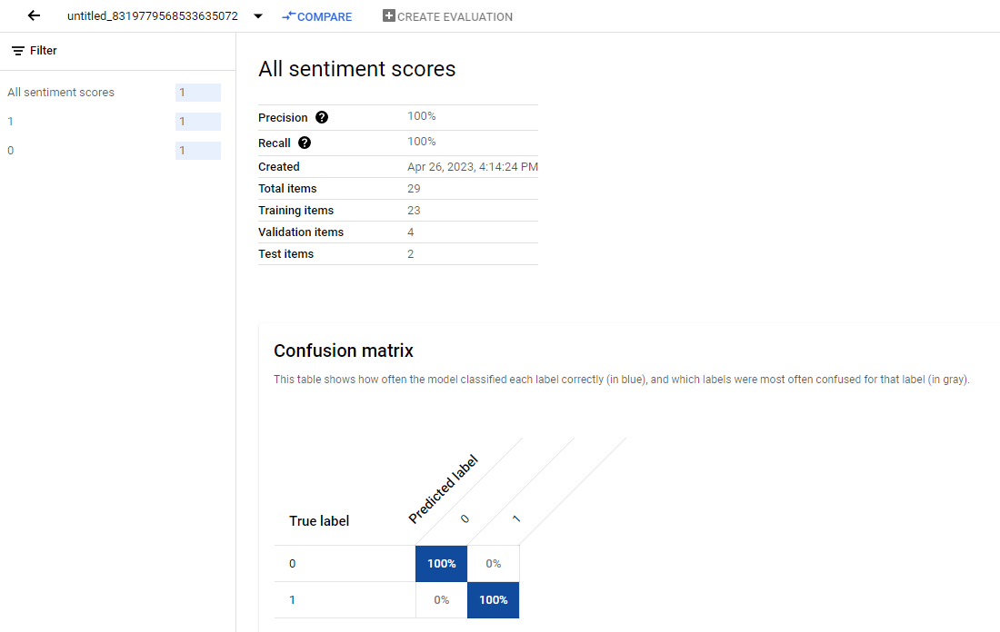 untitled_8319779568533635072 COMPARE CREATE EVALUATION
Filter
All sentiment scores 1
1 1
0 1
All sentiment scores
Precision ? 100%
Recall ? 100%
Created Apr 26, 2023, 4:14:24 PM
Total items 29
Training items 23
Validation items 4
Test items 2
Confusion matrix
This table shows how often the model classified each label correctly (in blue), and which labels were most often confused for that label (in gray).
Predicted label
True label 0 1
0 100% 0%
1 0% 100%